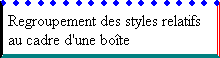 Regroupement des styles relatifs
au cadre d'une boîte